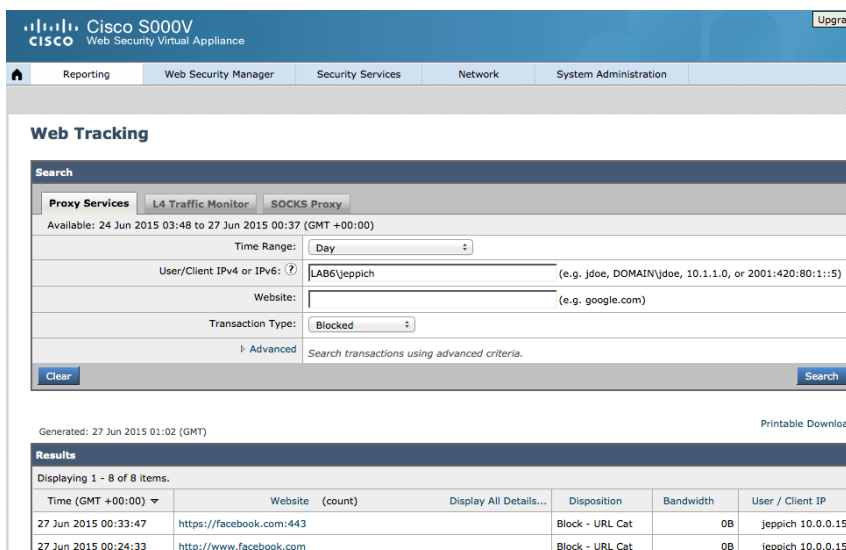 Cisco S000V
CISCO Web Security Virtual Appliance
Reporting Web Security Manager Security Services Network System Administration
Web Tracking
Search
Proxy Services L4 Traffic Monitor SOCKS Proxy
Available: 24 Jun 2015 03:48 to 27 Jun 2015 00:37 (GMT +00:00)
Time Range: Day
User/Client IPv4 or IPv6: ? LAB6\jeppich (e.g. jdoe, DOMAIN\jdoe, 10.1.1.0, or 2001:420:80:1::5)
Website: (e.g. google.com)
Transaction Type: Blocked
Advanced Search transactions using advanced criteria.
Clear Search
Printable
Generated: 27 Jun 2015 01:02 (GMT)
Results
Displaying 1 - 8 of 8 items.
Time (GMT +00:00) Website (count) Display All Details... Disposition Bandwidth User / Client IP
27 Jun 2015 00:33:47 https://facebook.com:443 Block - URL Cat 0B jeppich 10.0.0.15
27 Jun 2015 00:24:33 http://www.facebook.com Block - URL Cat 0B jeppich 10.0.0.15